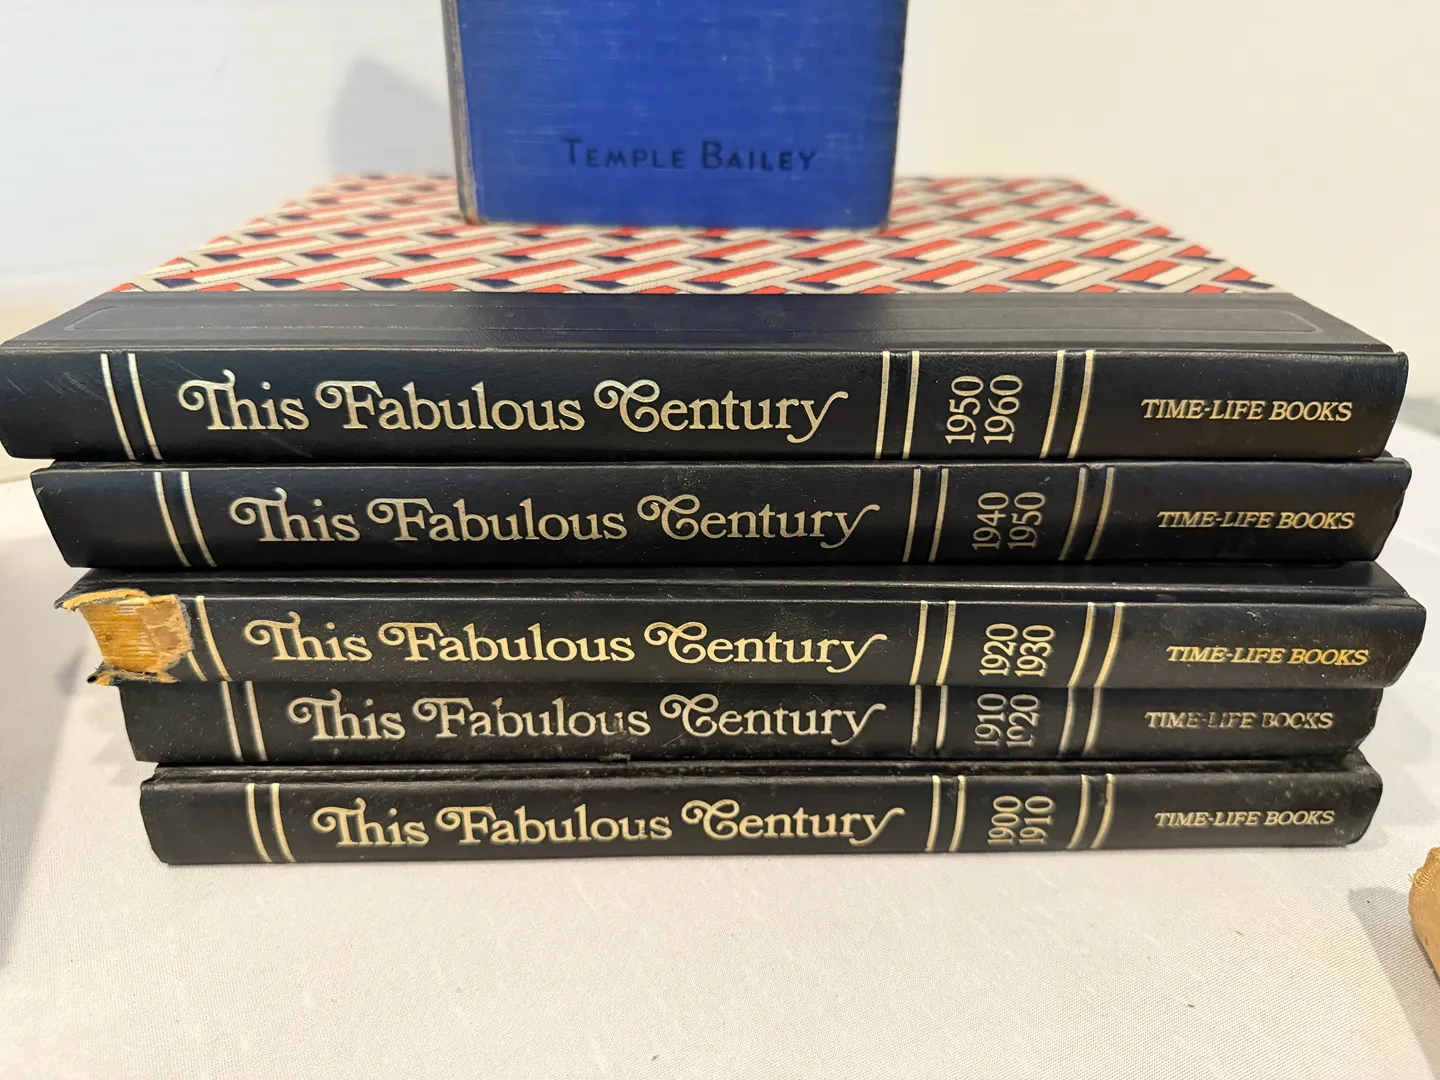 TEMPLE BAILEY
This Fabulous Century
1950
1960
TIME-LIFE BOOKS
This Fabulous Century
1940
1950
TIME-LIFE BOOKS
This Fabulous Century
1920
1930
TIME-LIFE BOOKS
This Fabulous Century
1910
1920
TIME-LIFE BOOKS
This Fabulous Century
1900
1910
TIME-LIFE BOOKS